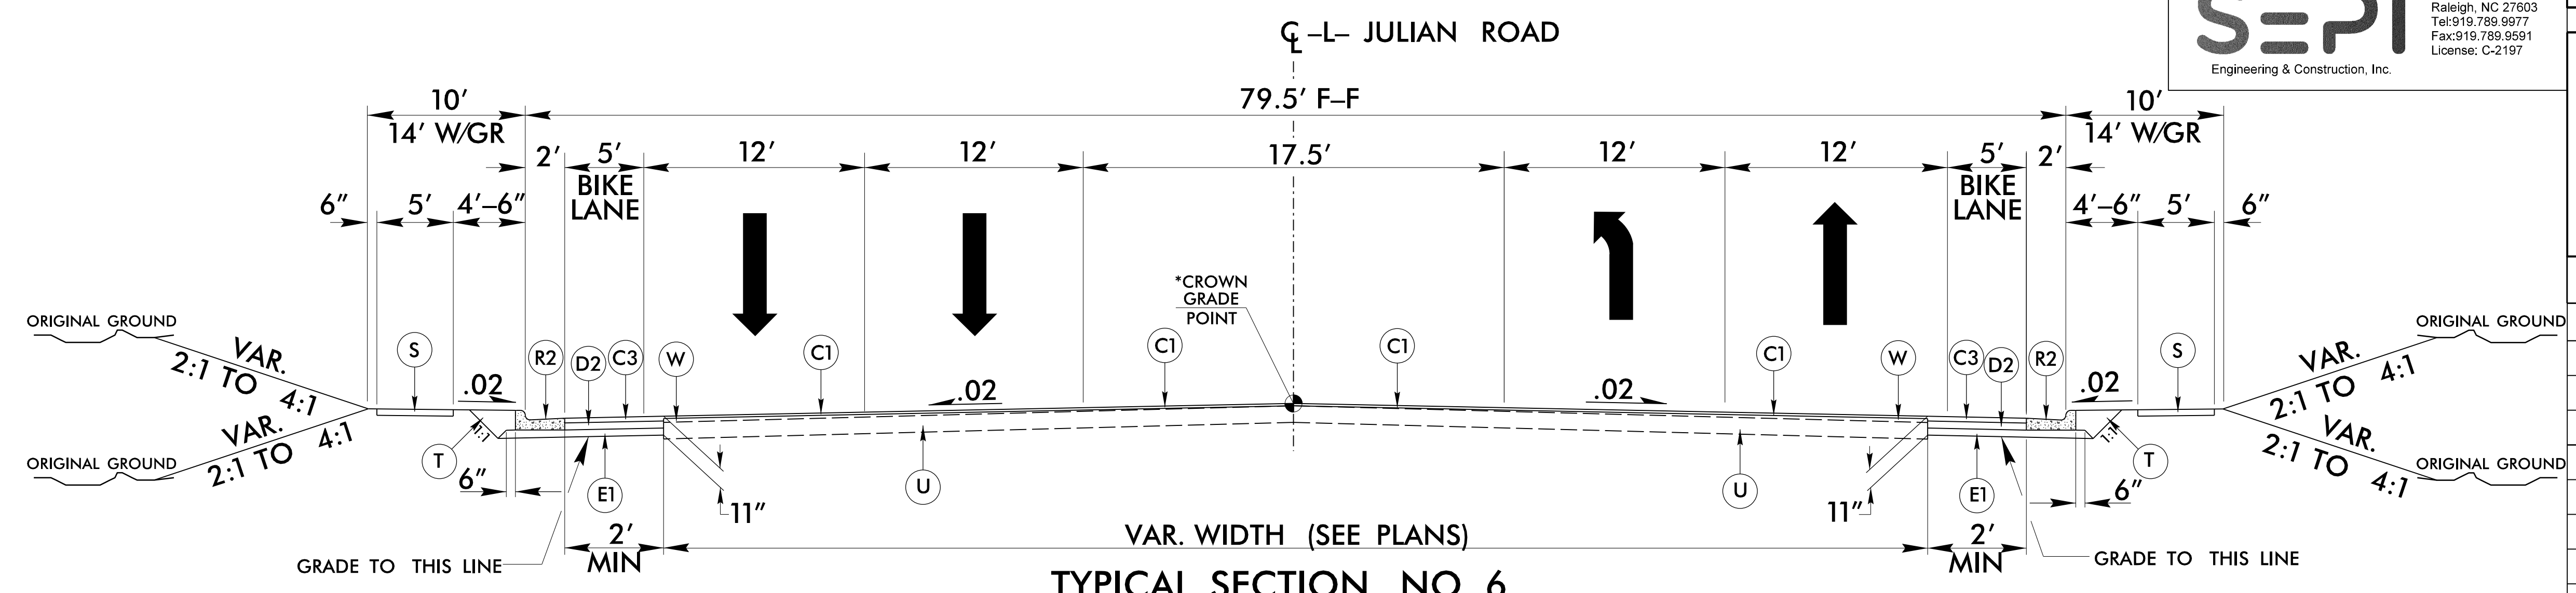 SEPI
Raleigh, NC 27603
Tel:919.789.9977
Fax:919.789.9591
License: C-2197
Engineering & Construction, Inc.
℄ –L– JULIAN ROAD
10' 79.5' F–F 10'
14' W/GR 14' W/GR
2' 5' 12' 12' 17.5' 12' 12' 5' 2'
BIKE LANE BIKE LANE
6" 5' 4'–6" 4'–6" 5' 6"
*CROWN
GRADE
POINT
ORIGINAL GROUND ORIGINAL GROUND
VAR. VAR.
2:1 TO 4:1 2:1 TO 4:1
S R2 D2 C3 W C1 C1 C1 C1 W C3 D2 R2 S
.02 .02 .02 .02
VAR. VAR.
2:1 TO 4:1 2:1 TO 4:1
1:1 1:1
ORIGINAL GROUND ORIGINAL GROUND
T T
6" E1 U U E1 6"
11" 11"
2' VAR. WIDTH (SEE PLANS) 2'
MIN MIN
GRADE TO THIS LINE GRADE TO THIS LINE
TYPICAL SECTION NO 6